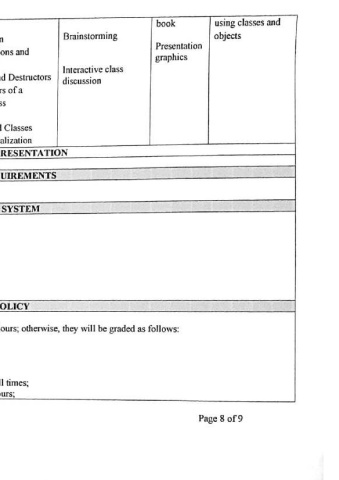 book
using classes and
objects
Brainstorming
Presentation
graphics
ons and
Interactive class
discussion
d Destructors
rs of a
ss
d Classes
alization
RESENTATION
UIREMENTS
SYSTEM
OLICY
ours; otherwise, they will be graded as follows:
ll times;
urs;
Page 8 of 9